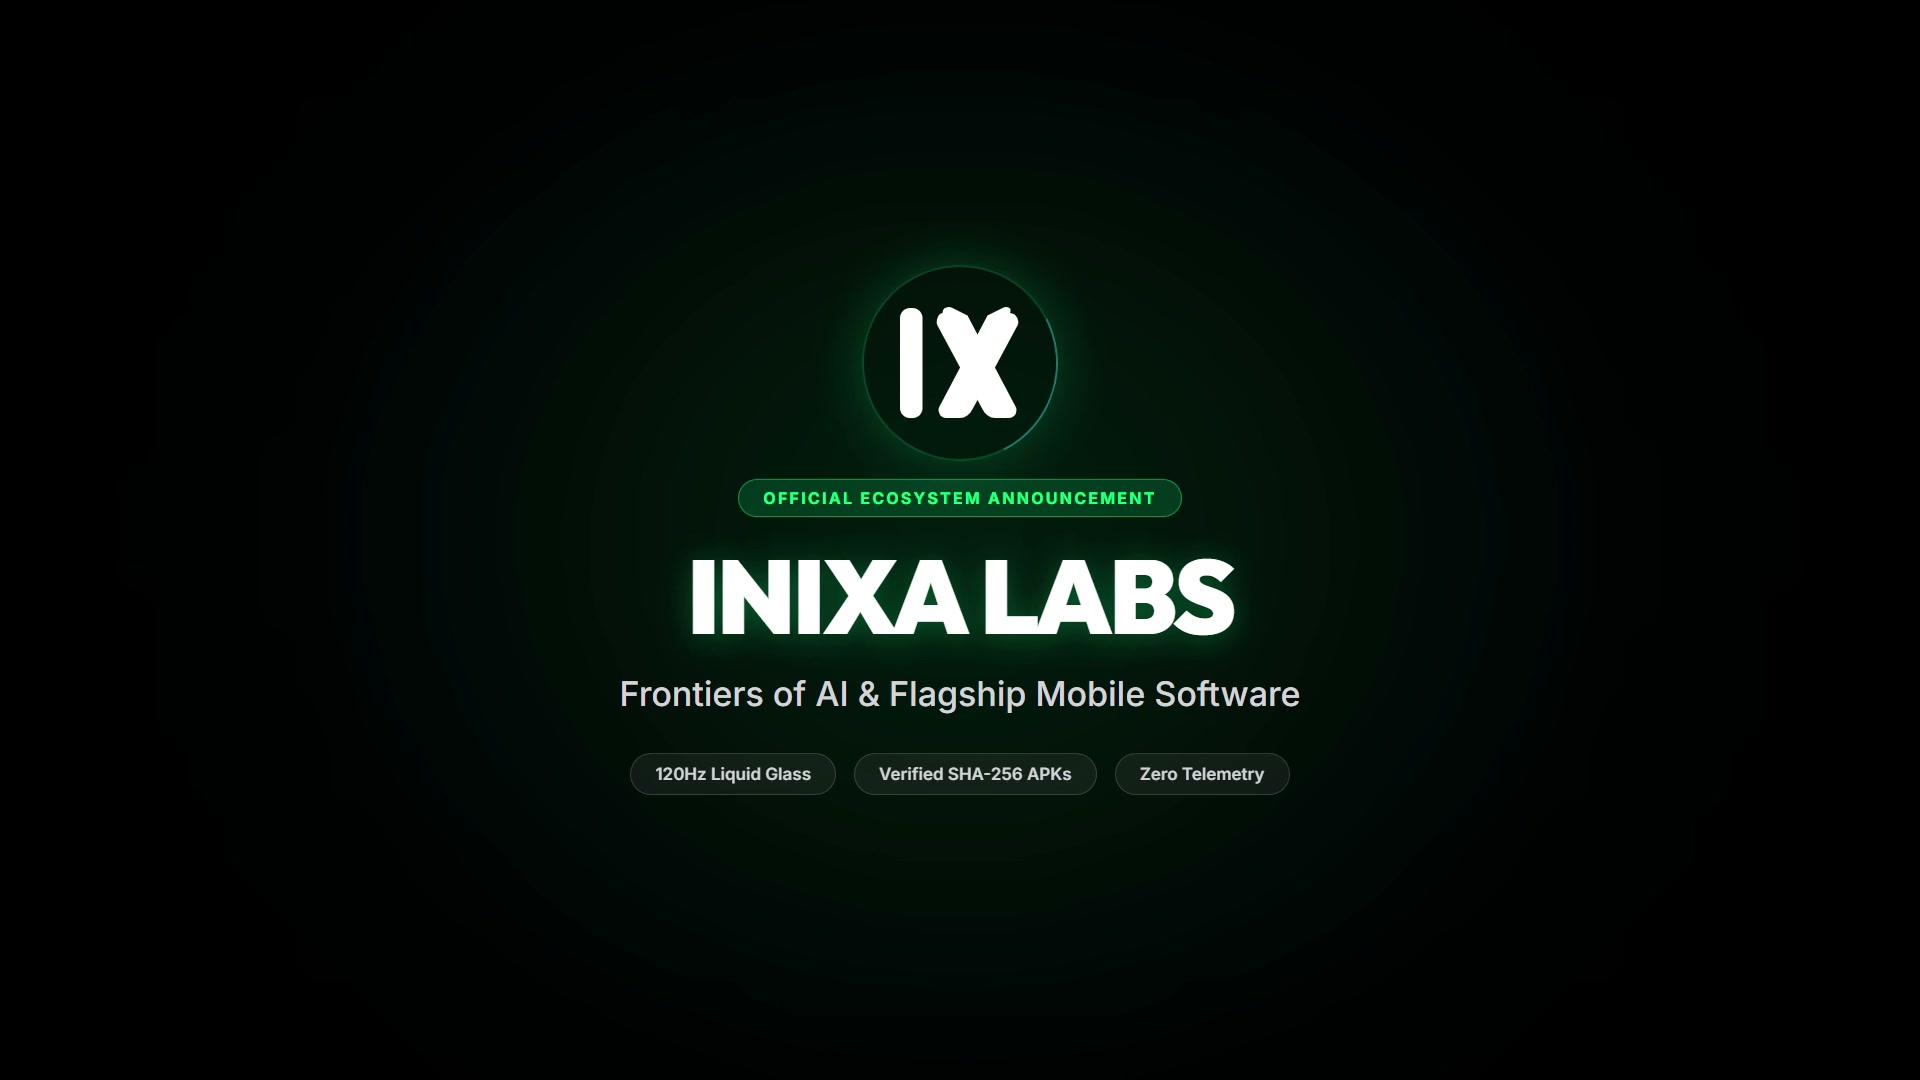 IX
OFFICIAL ECOSYSTEM ANNOUNCEMENT
INIXA LABS
Frontiers of AI & Flagship Mobile Software
120Hz Liquid Glass
Verified SHA-256 APKs
Zero Telemetry